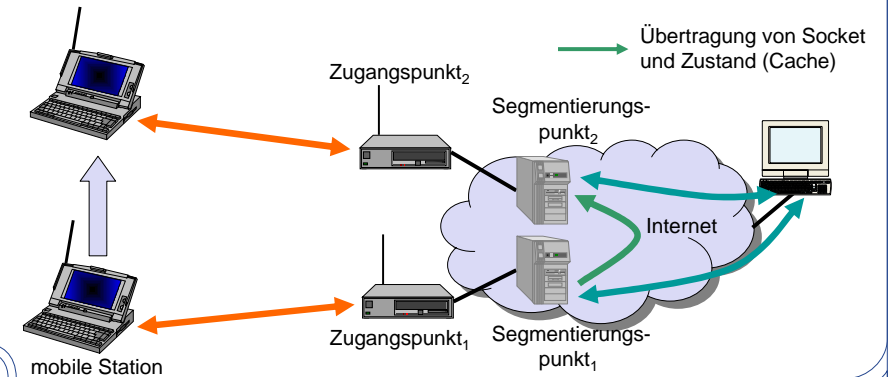 Übertragung von Socket
und Zustand (Cache)
Zugangspunkt₂
Segmentierungs-
punkt₂
Internet
Zugangspunkt₁
Segmentierungs-
punkt₁
mobile Station